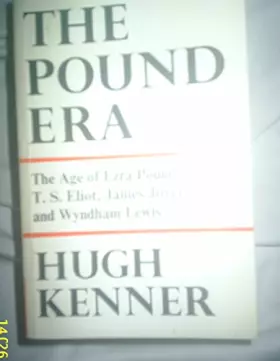 THE
POUND
ERA
The Age of Ezra Pound
T. S. Eliot, James Joyce
and Wyndham Lewis
HUGH
KENNER